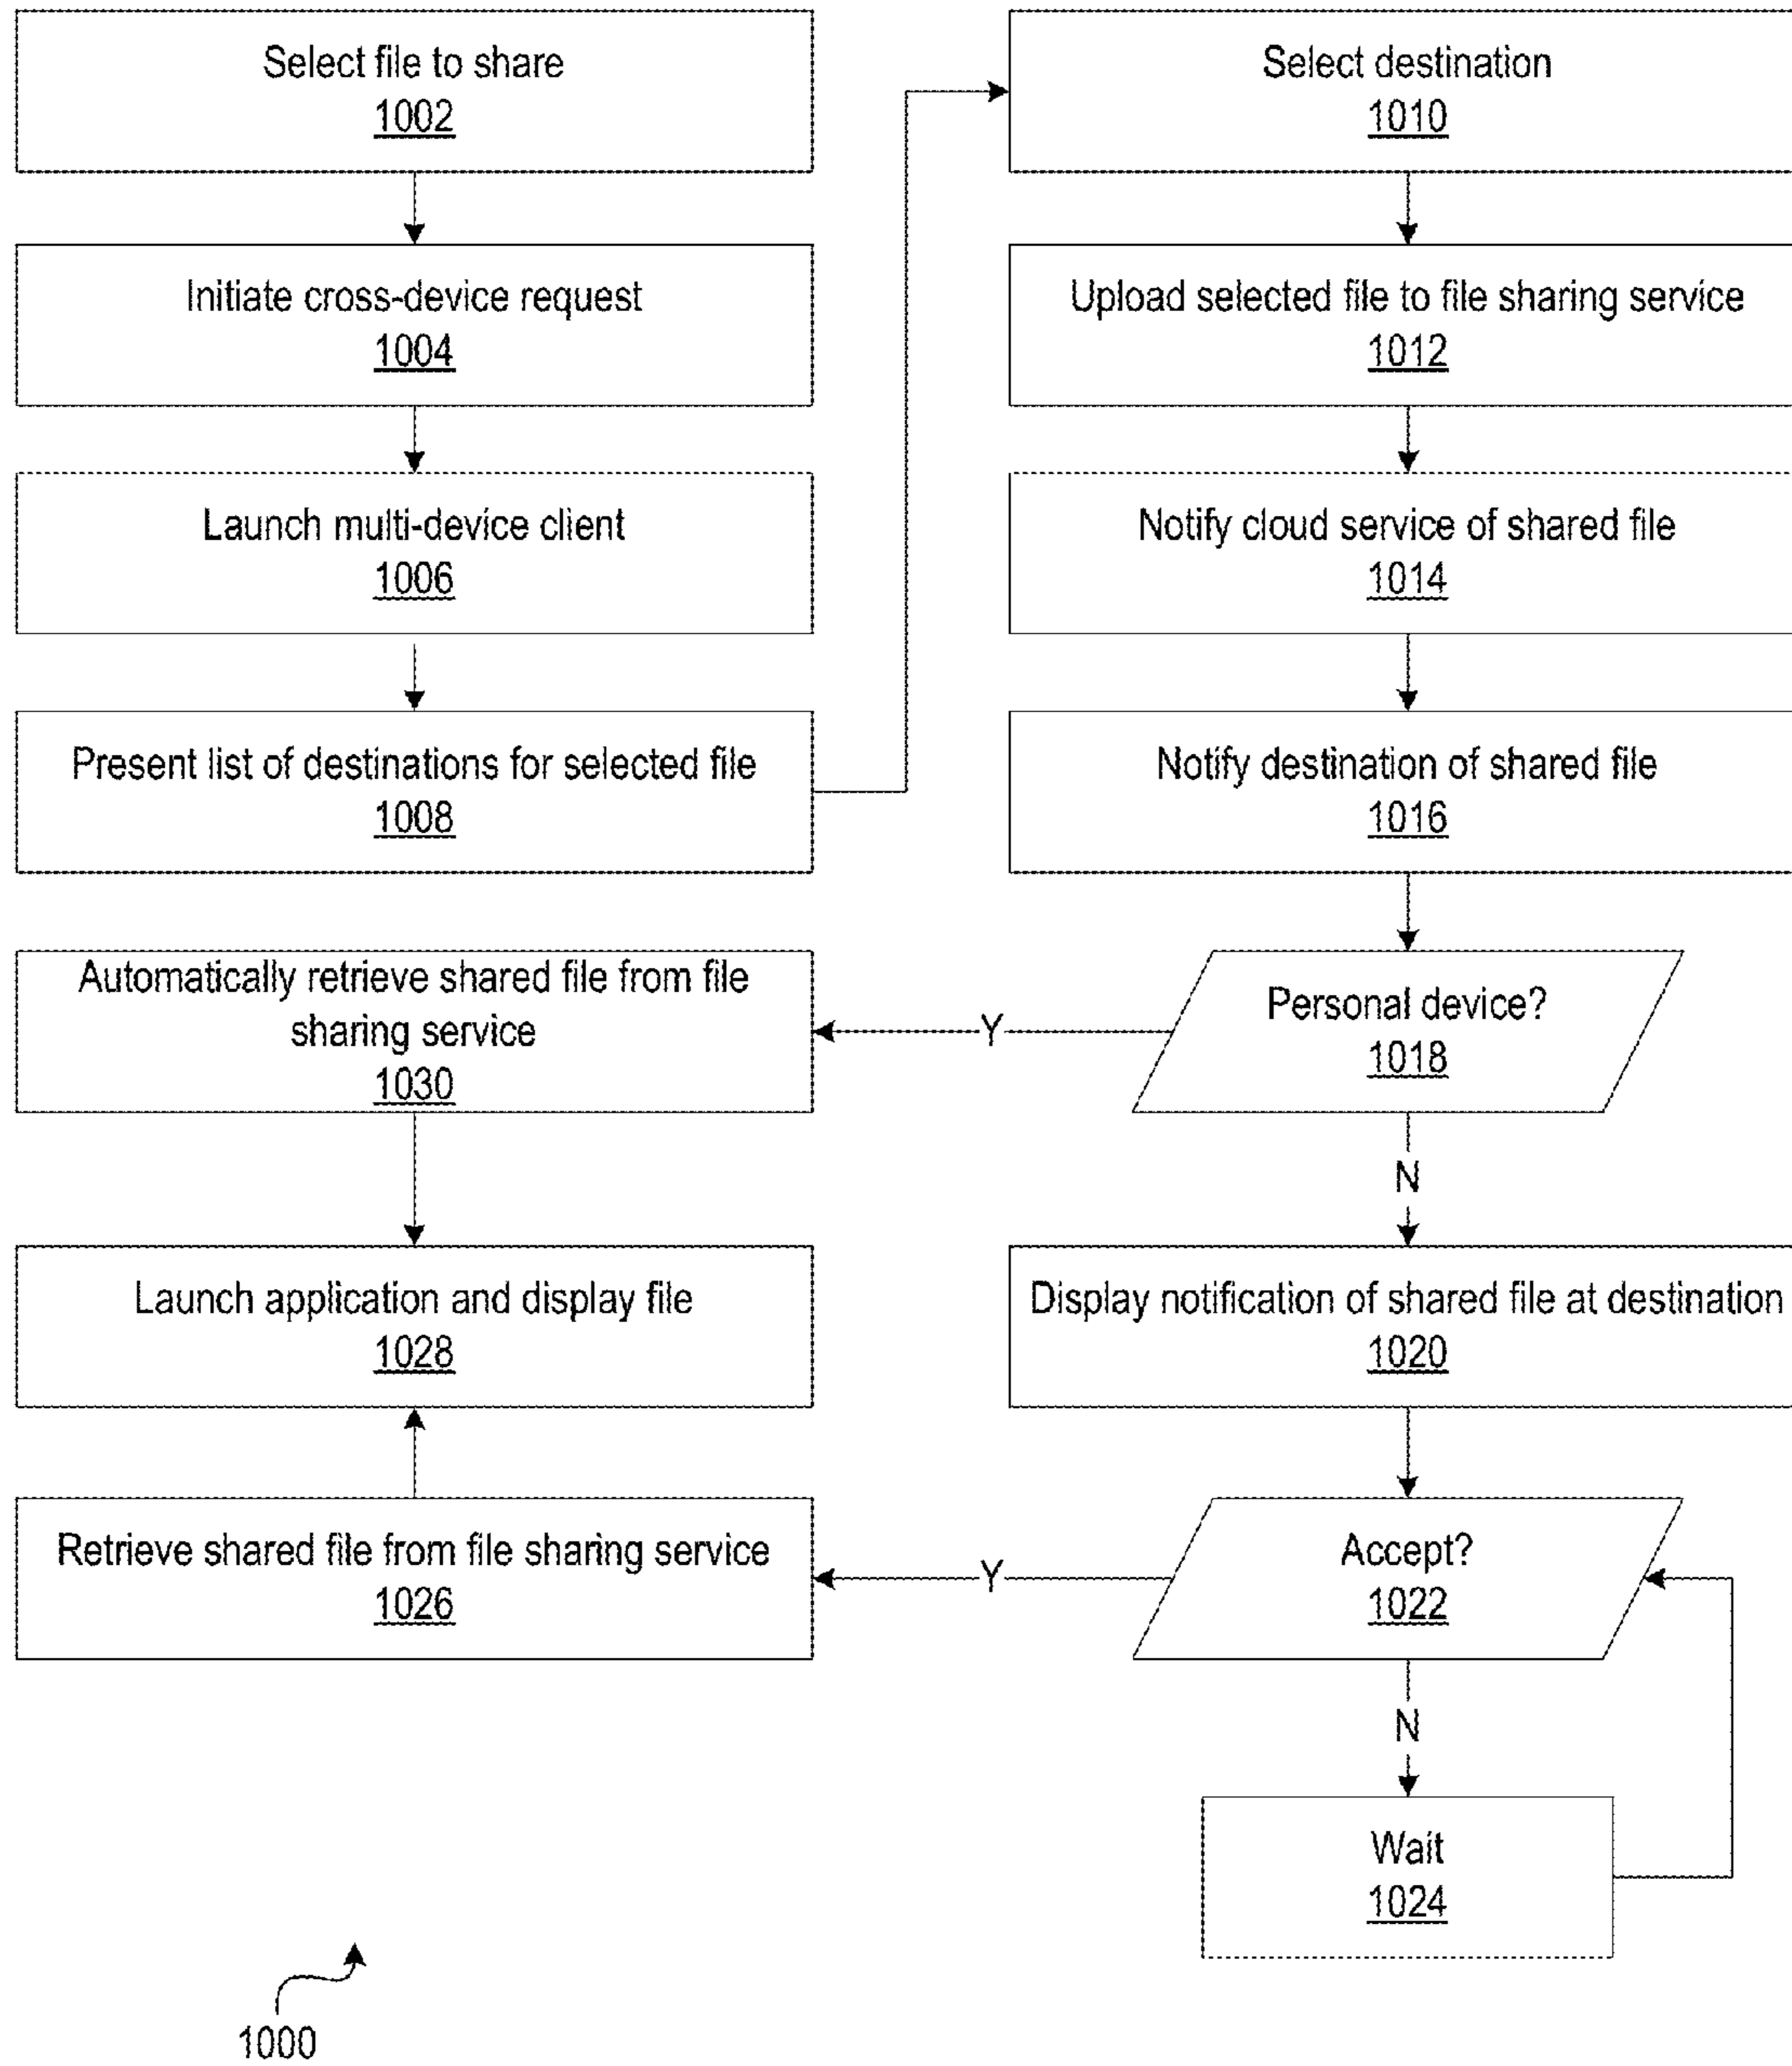 Select file to share
1002
Initiate cross-device request
1004
Launch multi-device client
1006
Present list of destinations for selected file
1008
Select destination
1010
Upload selected file to file sharing service
1012
Notify cloud service of shared file
1014
Notify destination of shared file
1016
Personal device?
1018
Y
N
Automatically retrieve shared file from file
sharing service
1030
Launch application and display file
1028
Display notification of shared file at destination
1020
Accept?
1022
Y
N
Retrieve shared file from file sharing service
1026
Wait
1024
1000